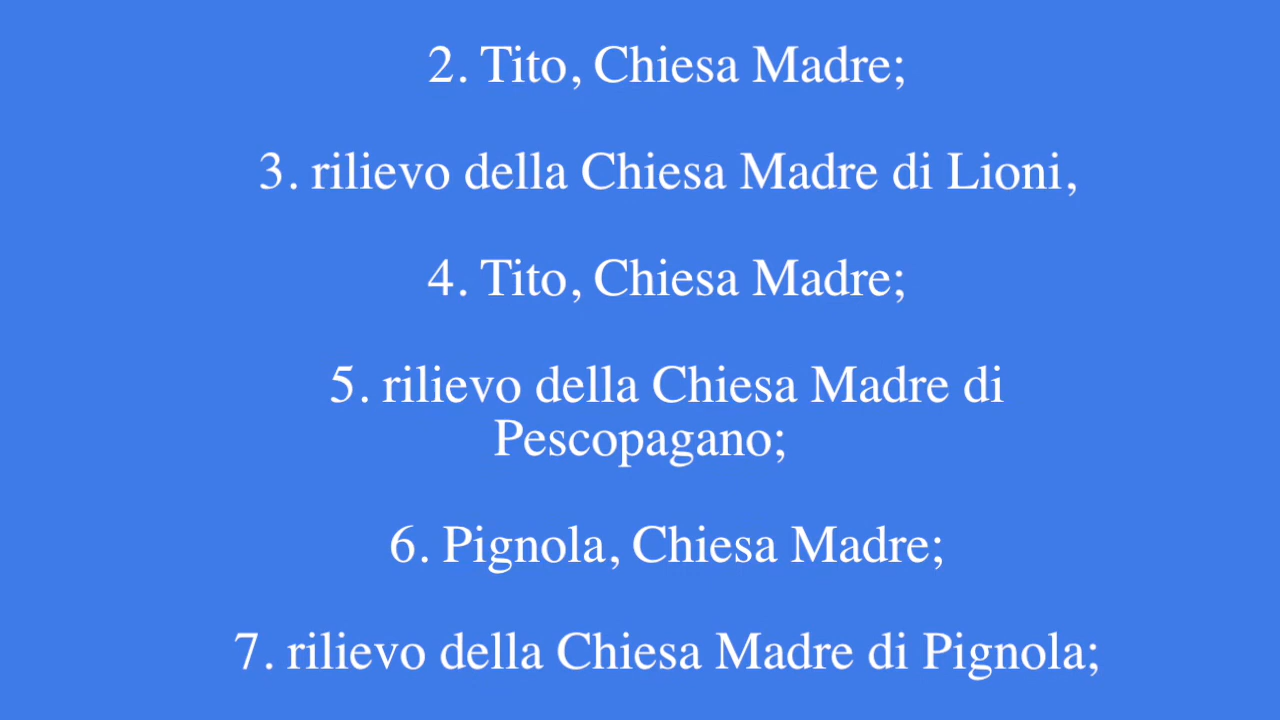 2. Tito, Chiesa Madre;
3. rilievo della Chiesa Madre di Lioni,
4. Tito, Chiesa Madre;
5. rilievo della Chiesa Madre di
Pescopagano;
6. Pignola, Chiesa Madre;
7. rilievo della Chiesa Madre di Pignola;